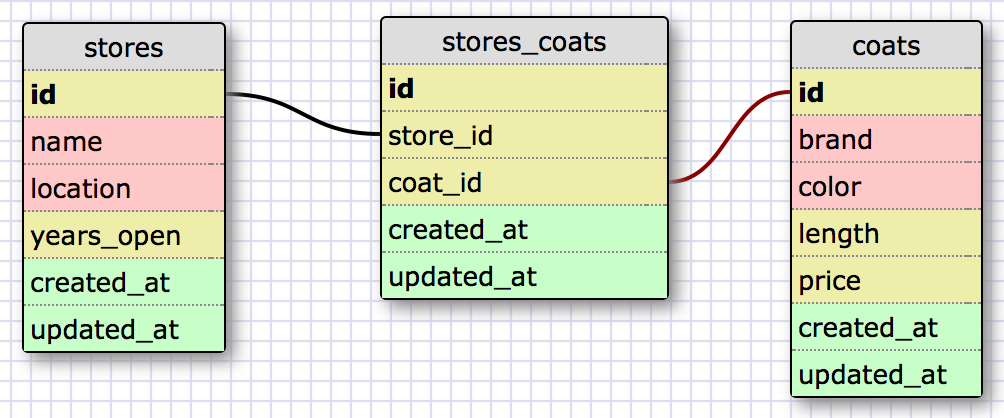 stores
id
name
location
years_open
created_at
updated_at
stores_coats
id
store_id
coat_id
created_at
updated_at
coats
id
brand
color
length
price
created_at
updated_at